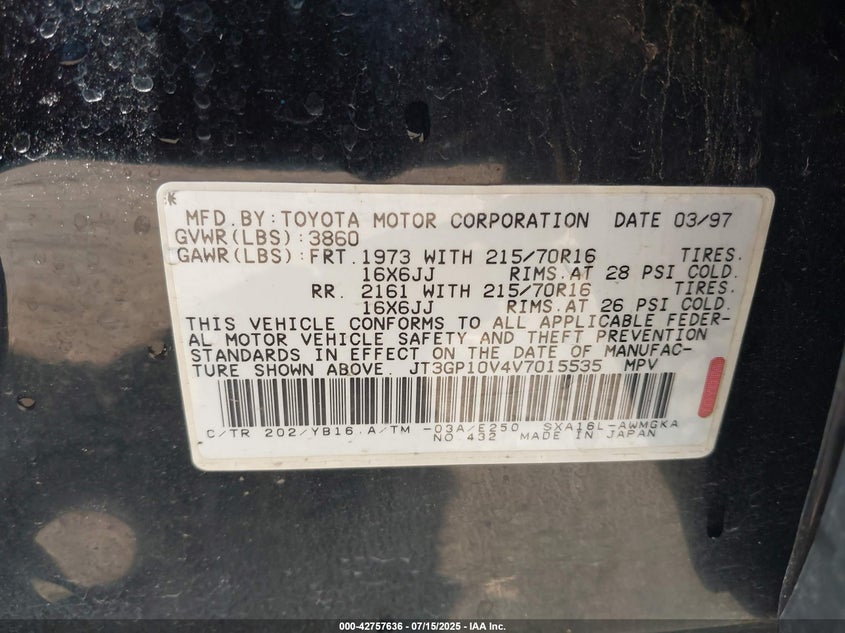 MFD.BY:TOYOTA MOTOR CORPORATION DATE 03/97
GVWR(LBS):3860
GAWR(LBS):FRT.1973 WITH 215/70R16 TIRES.
16X6JJ RIMS.AT 28 PSI COLD.
RR. 2161 WITH 215/70R16 TIRES.
16X6JJ RIMS.AT 26 PSI COLD.
THIS VEHICLE CONFORMS TO ALL APPLICABLE FEDER-
AL MOTOR VEHICLE SAFETY AND THEFT PREVENTION
STANDARDS IN EFFECT ON THE DATE OF MANUFAC-
TURE SHOWN ABOVE. JT3GP10V4V7015535 MPV
C/TR 202/YB16 A/TM -03A/E250 SXA16L-AWMGKA
NO.432 MADE IN JAPAN
000-42757636 - 07/15/2025 - IAA Inc.